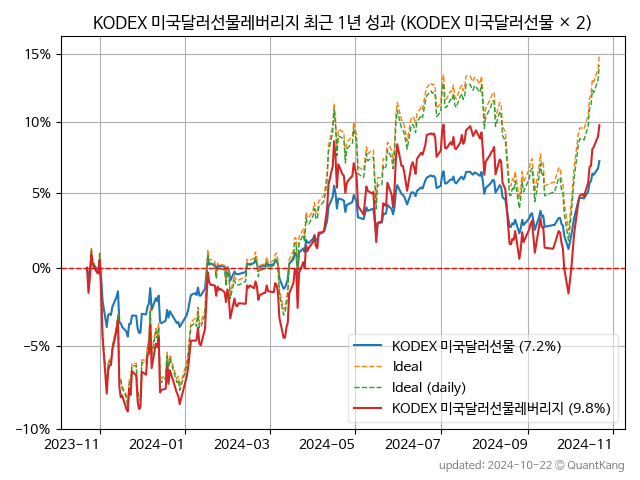 KODEX 미국달러선물레버리지 최근 1년 성과 (KODEX 미국달러선물 × 2)
15%
10%
5%
0%
−5%
−10%
KODEX 미국달러선물 (7.2%)
Ideal
Ideal (daily)
KODEX 미국달러선물레버리지 (9.8%)
2023-11
2024-01
2024-03
2024-05
2024-07
2024-09
2024-11
updated: 2024-10-22 © QuantKang